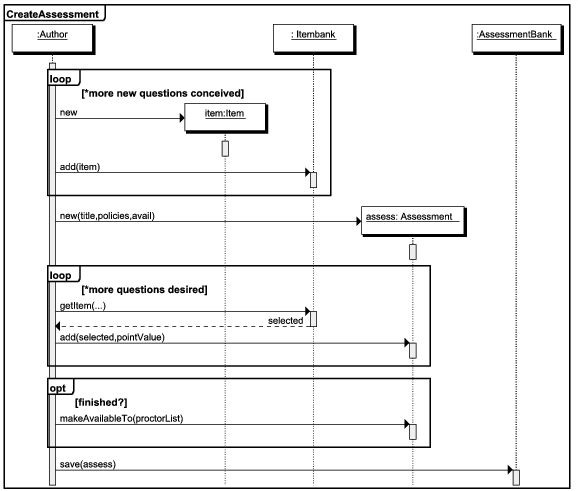 CreateAssessment
:Author
: Itembank
:AssessmentBank
loop
[*more new questions conceived]
new
item:Item
add(item)
new(title,policies,avail)
assess: Assessment
loop
[*more questions desired]
getItem(...)
selected
add(selected,pointValue)
opt
[finished?]
makeAvailableTo(proctorList)
save(assess)